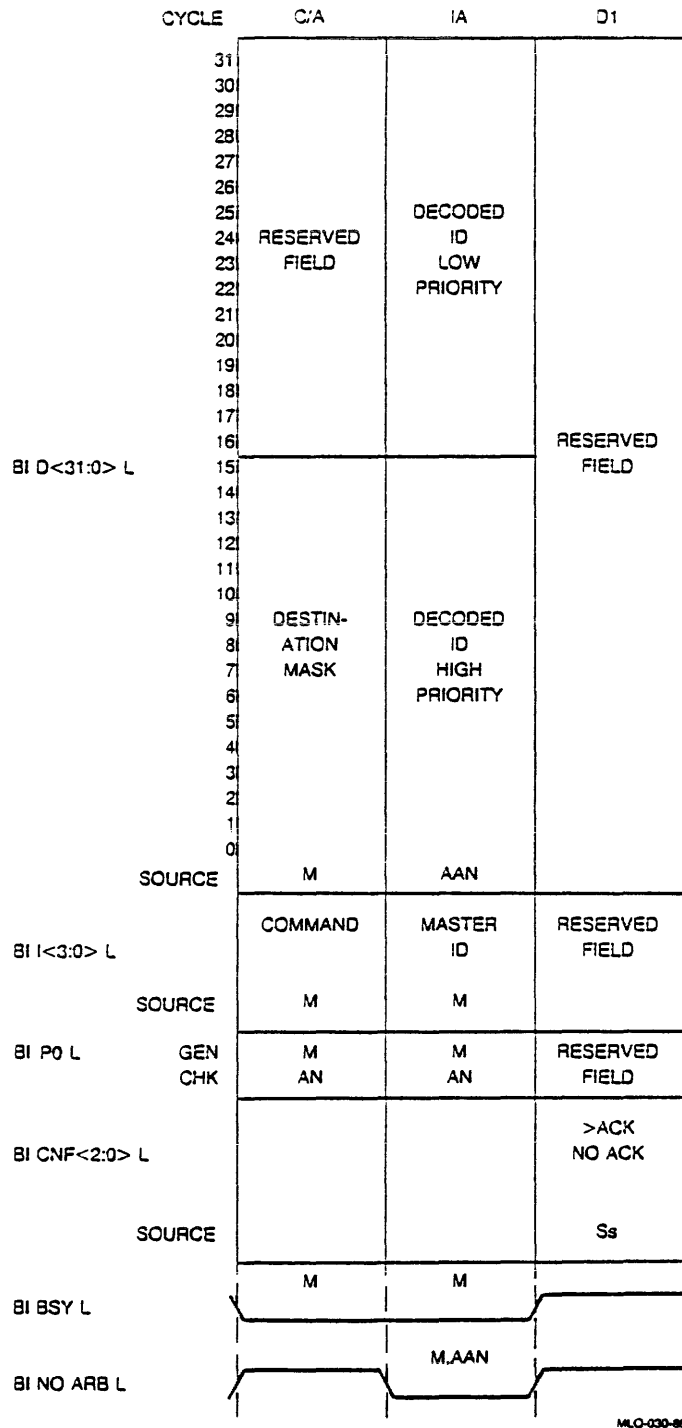 CYCLE C/A IA D1
31
30
29
28
27
26
25 DECODED
24 RESERVED ID
23 FIELD LOW
22 PRIORITY
21
20
19
18
17
16 RESERVED
BI D<31:0> L 15 FIELD
14
13
12
11
10
9 DESTIN- DECODED
8 ATION ID
7 MASK HIGH
6 PRIORITY
5
4
3
2
1
0
SOURCE M AAN
COMMAND MASTER RESERVED
BI I<3:0> L ID FIELD
SOURCE M M
BI P0 L GEN M M RESERVED
CHK AN AN FIELD
>ACK
BI CNF<2:0> L NO ACK
SOURCE Ss
M M
BI BSY L
M,AAN
BI NO ARB L